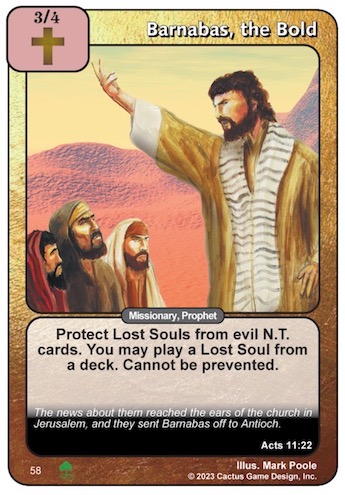 3/4
Barnabas, the Bold
Missionary, Prophet
Protect Lost Souls from evil N.T.
cards. You may play a Lost Soul from
a deck. Cannot be prevented.
The news about them reached the ears of the church in
Jerusalem, and they sent Barnabas off to Antioch.
Acts 11:22
Illus. Mark Poole
58
© 2023 Cactus Game Design, Inc.